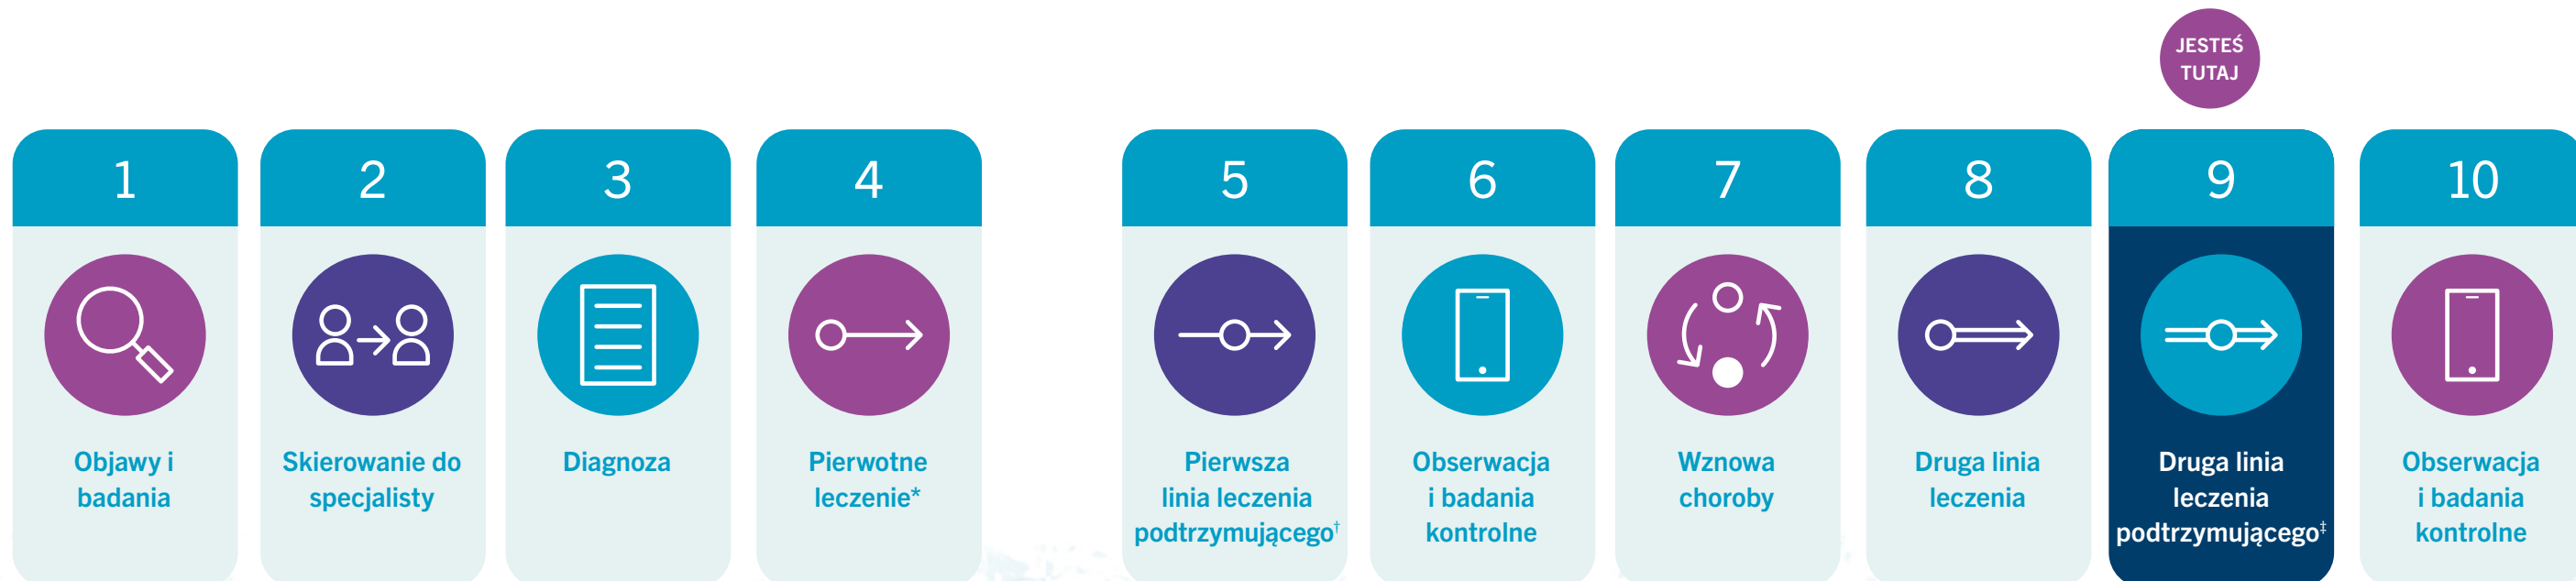 JESTEŚ
TUTAJ
1
Objawy i
badania
2
Skierowanie do
specjalisty
3
Diagnoza
4
Pierwotne
leczenie*
5
Pierwsza
linia leczenia
podtrzymującego†
6
Obserwacja
i badania
kontrolne
7
Wznowa
choroby
8
Druga linia
leczenia
9
Druga linia
leczenia
podtrzymującego‡
10
Obserwacja
i badania
kontrolne